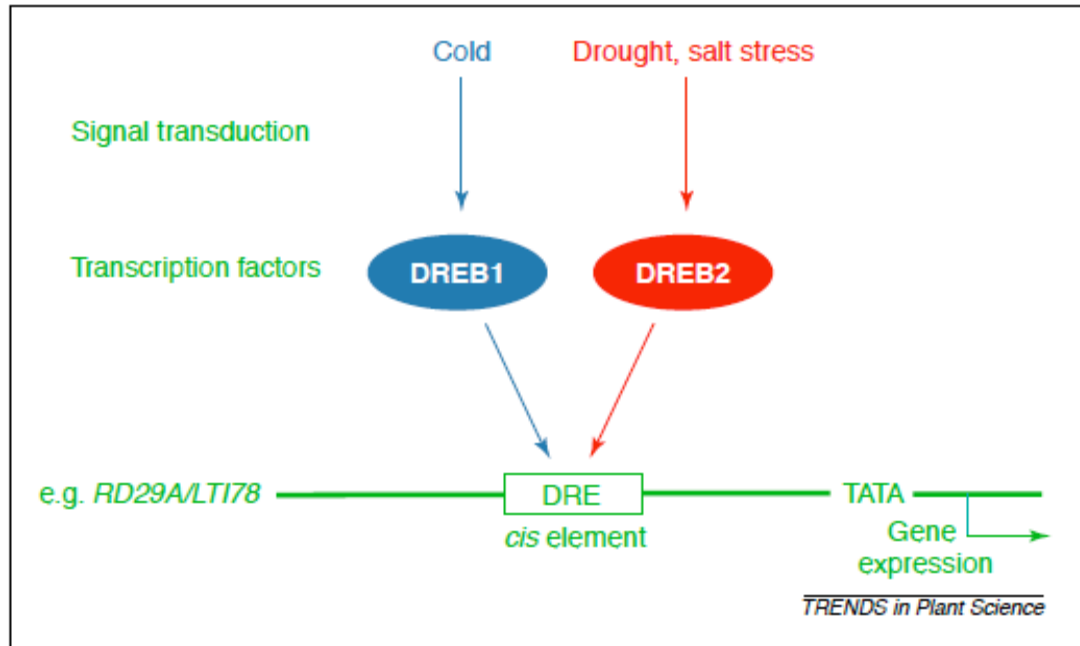 Cold
Drought, salt stress
Signal transduction
Transcription factors
DREB1
DREB2
e.g. RD29A/LTI78
DRE
TATA
cis element
Gene
expression
TRENDS in Plant Science